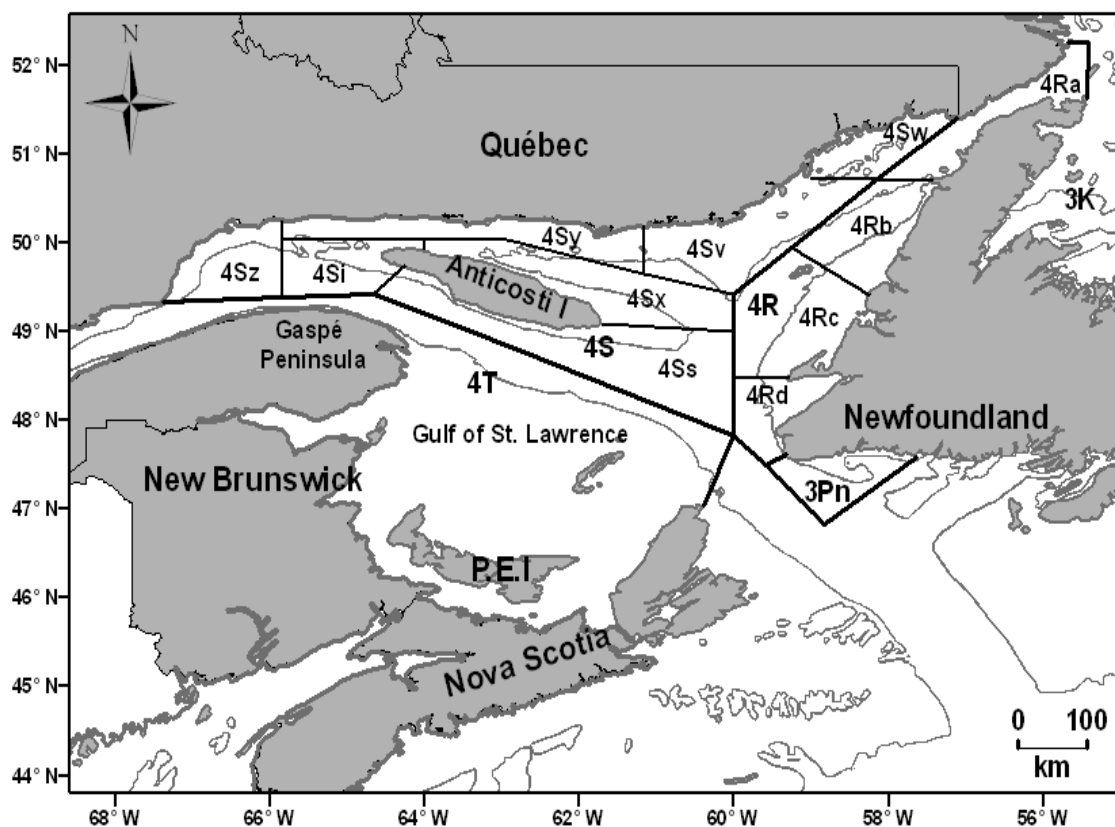 N
52° N
51° N
50° N
49° N
48° N
47° N
46° N
45° N
44° N
Québec
4Ra
4Sw
3K
4Rb
4Sy
4Sv
4Sz
4Si
Anticosti I
4Sx
4R
4Rc
Gaspé
Peninsula
4S
4Ss
4T
4Rd
Newfoundland
Gulf of St. Lawrence
New Brunswick
3Pn
P.E.I
Nova Scotia
0 100
km
68° W
66° W
64° W
62° W
60° W
58° W
56° W